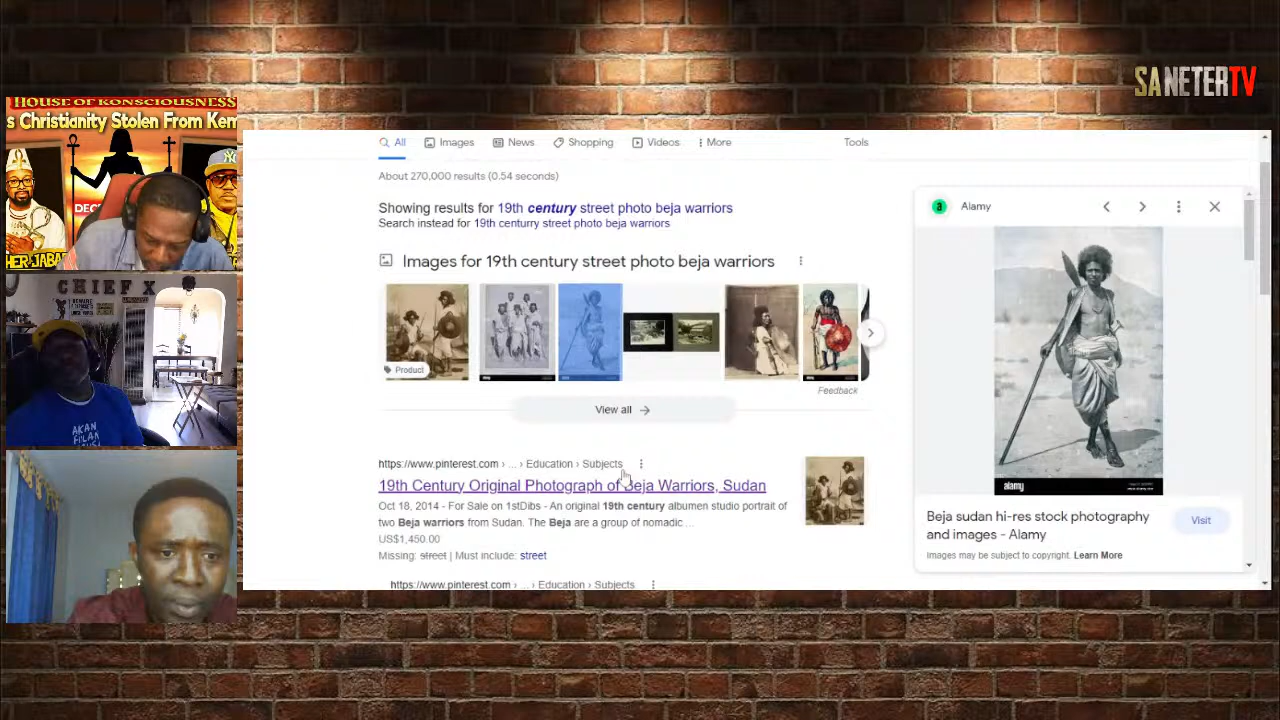 SANETERTV
HOUSE OF KONSCIOUSNESS
s Christianity Stolen From Kem
DEC
HER JABA
CHIEF X
AKAN
All
Images
News
Shopping
Videos
More
Tools
About 270,000 results (0.54 seconds)
Showing results for 19th century street photo beja warriors
Search instead for 19th centurry street photo beja warriors
Images for 19th century street photo beja warriors
Product
Feedback
View all
https://www.pinterest.com › ... › Education › Subjects
19th Century Original Photograph of Beja Warriors, Sudan
Oct 18, 2014 - For Sale on 1stDibs - An original 19th century albumen studio portrait of
two Beja warriors from Sudan. The Beja are a group of nomadic ...
US$1,450.00
Missing: street | Must include: street
https://www.pinterest.com › ... › Education › Subjects
a
Alamy
alamy
Beja sudan hi-res stock photography
and images - Alamy
Visit
Images may be subject to copyright. Learn More